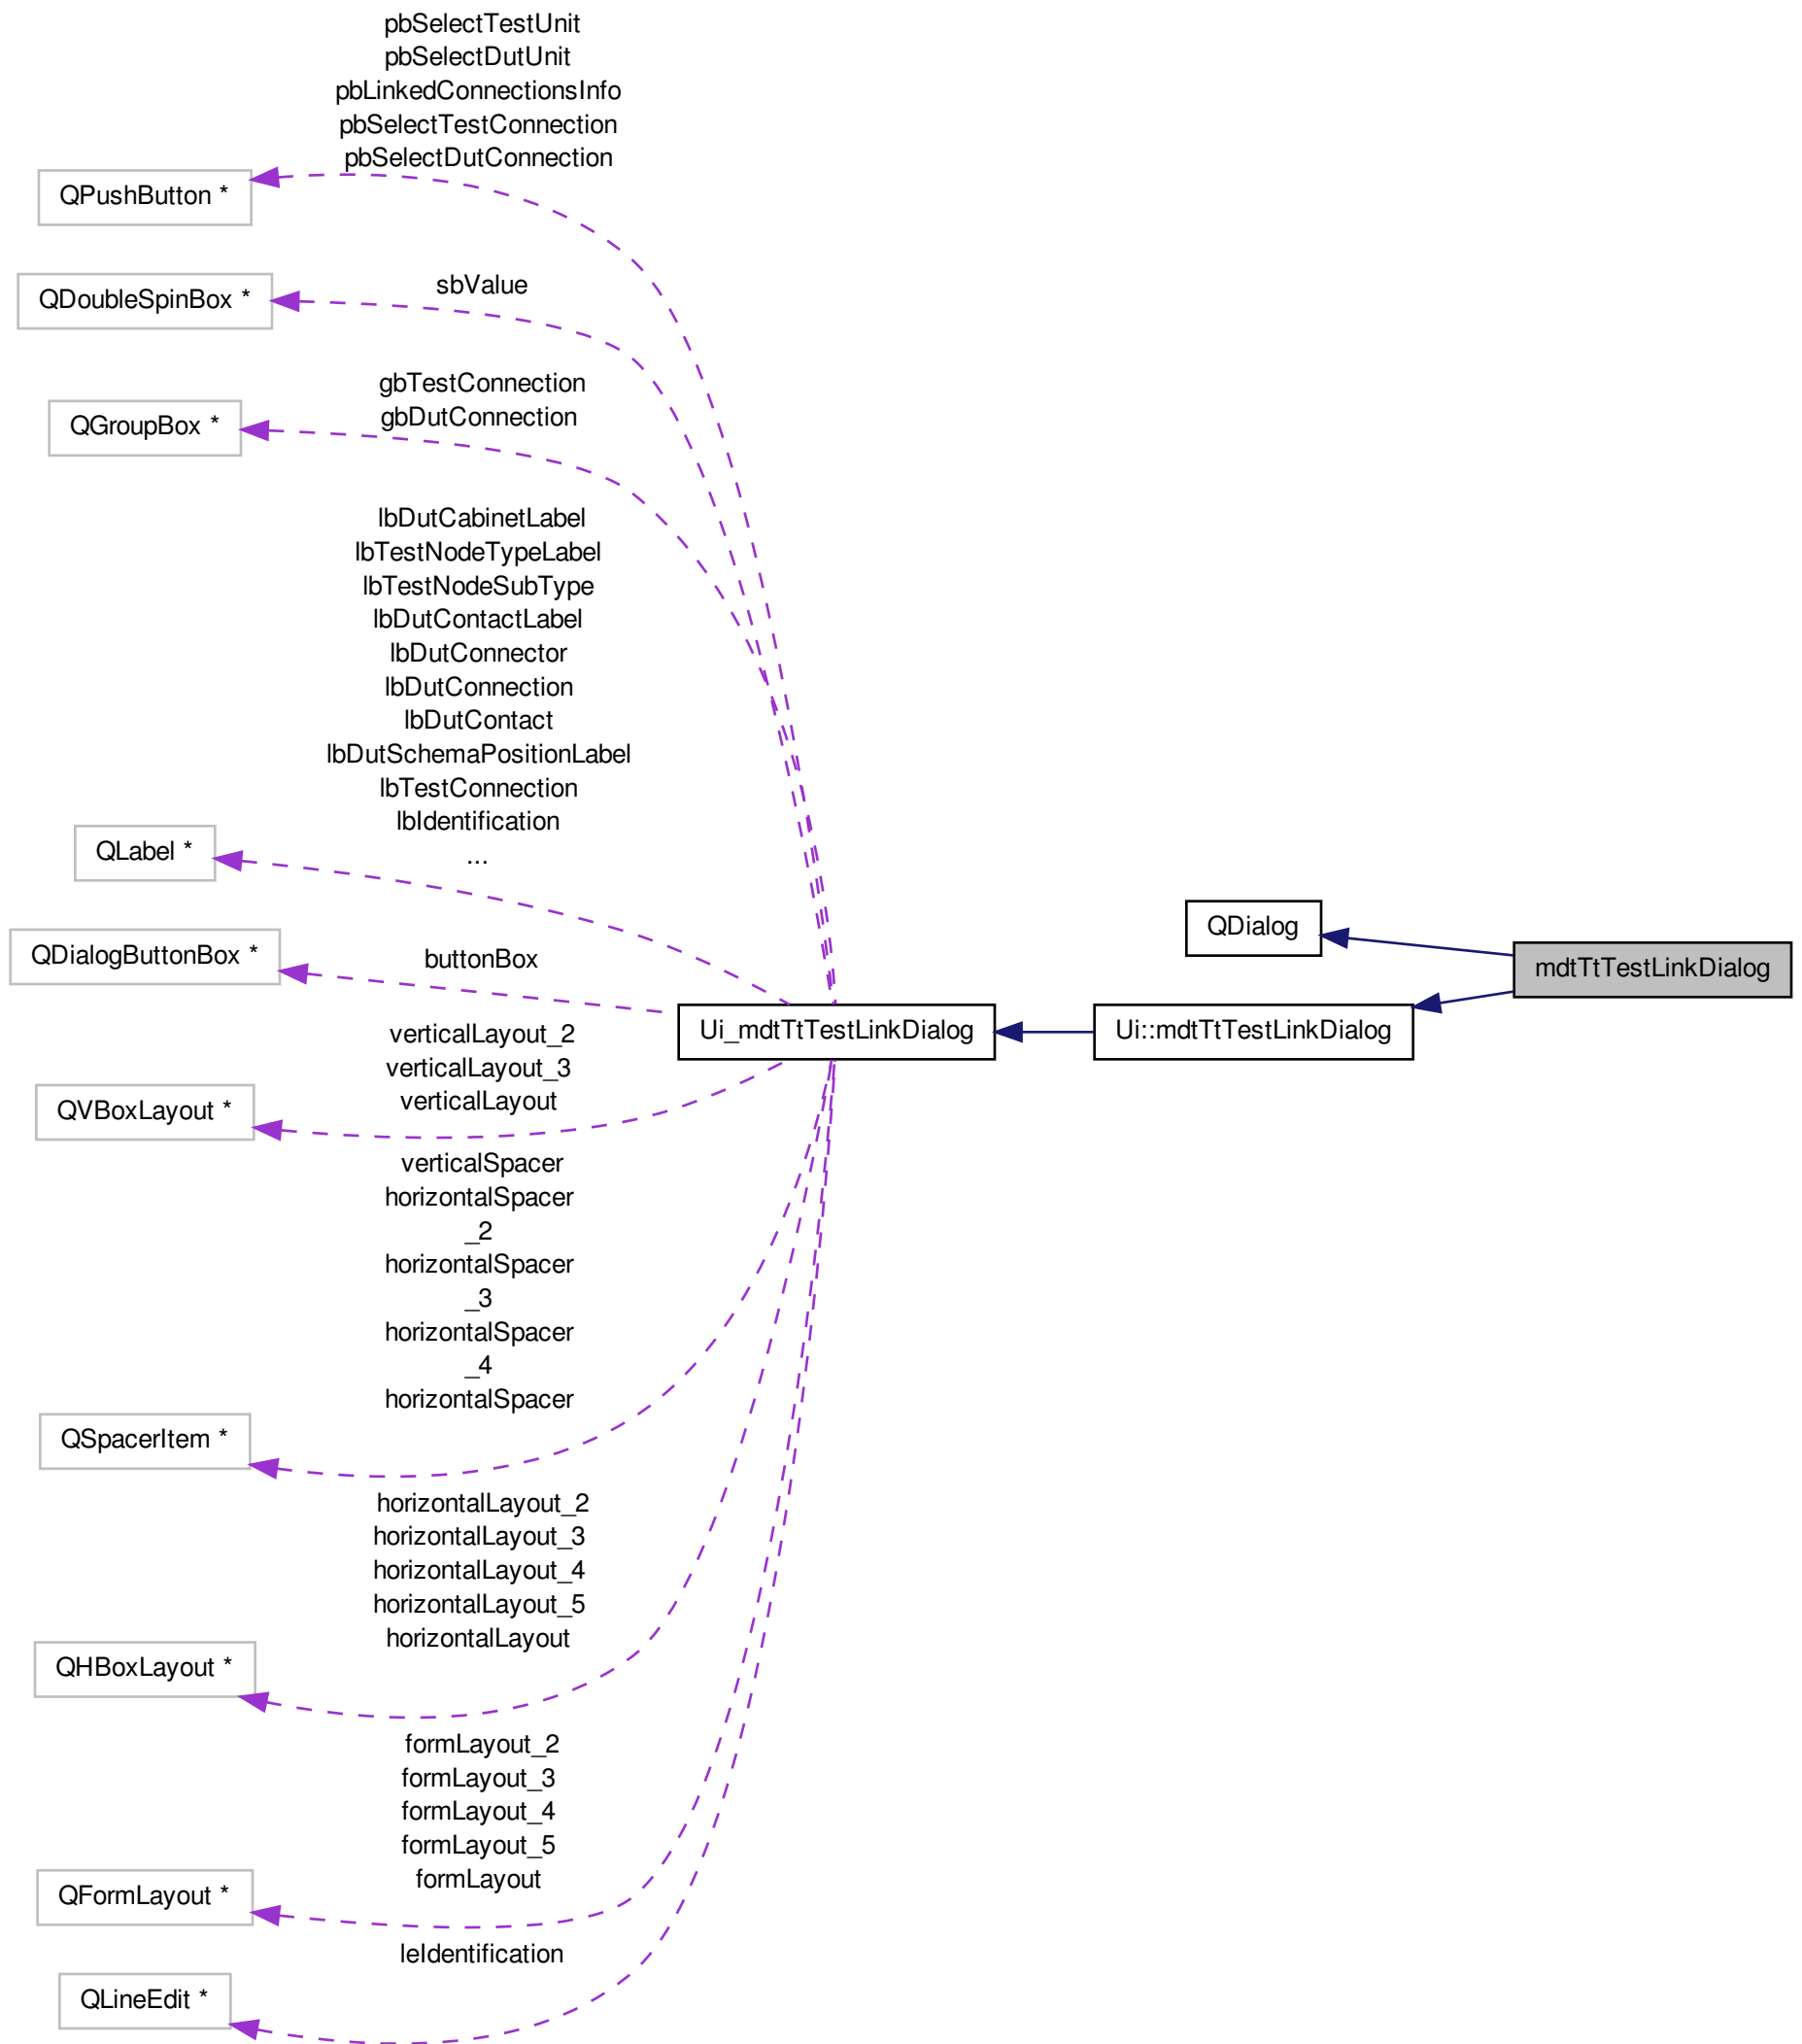 pbSelectTestUnit
pbSelectDutUnit
pbLinkedConnectionsInfo
pbSelectTestConnection
pbSelectDutConnection
QPushButton *
sbValue
QDoubleSpinBox *
gbTestConnection
gbDutConnection
QGroupBox *
lbDutCabinetLabel
lbTestNodeTypeLabel
lbTestNodeSubType
lbDutContactLabel
lbDutConnector
lbDutConnection
lbDutContact
lbDutSchemaPositionLabel
lbTestConnection
lbIdentification
...
QLabel *
buttonBox
QDialogButtonBox *
verticalLayout_2
verticalLayout_3
verticalLayout
QVBoxLayout *
verticalSpacer
horizontalSpacer
_2
horizontalSpacer
_3
horizontalSpacer
_4
horizontalSpacer
QSpacerItem *
horizontalLayout_2
horizontalLayout_3
horizontalLayout_4
horizontalLayout_5
horizontalLayout
QHBoxLayout *
formLayout_2
formLayout_3
formLayout_4
formLayout_5
formLayout
QFormLayout *
leIdentification
QLineEdit *
Ui_mdtTtTestLinkDialog
QDialog
Ui::mdtTtTestLinkDialog
mdtTtTestLinkDialog